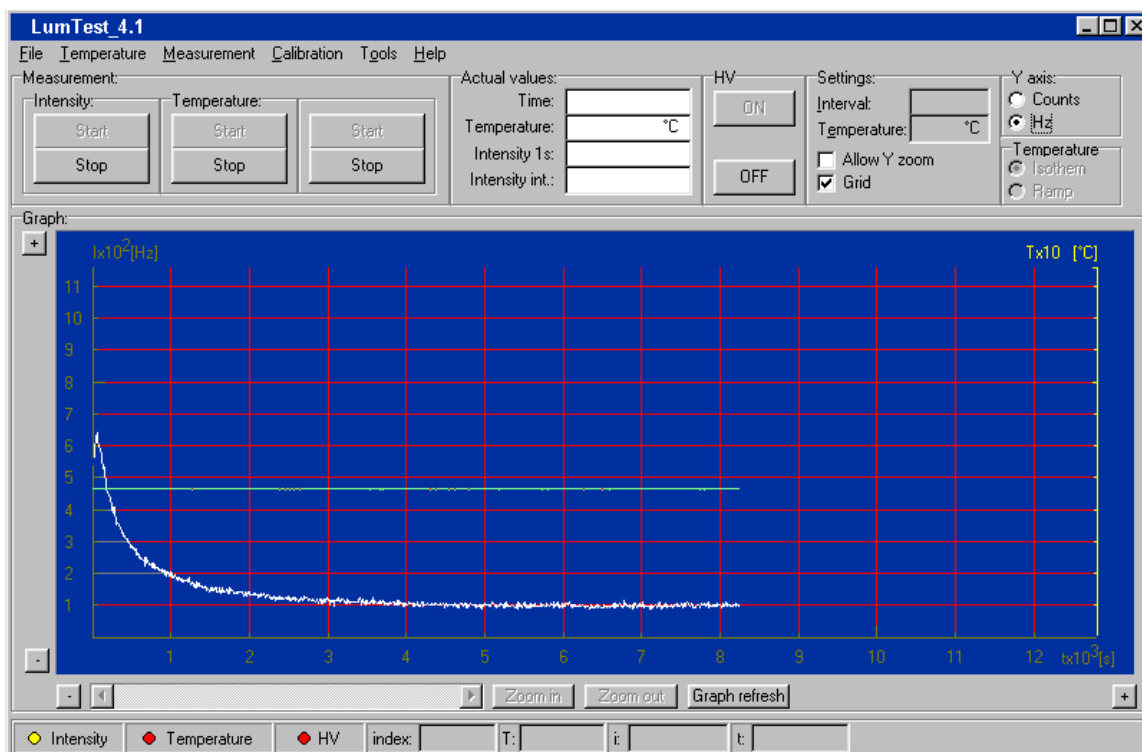 LumTest_4.1
File Temperature Measurement Calibration Tools Help
Measurement:
Intensity:
Start
Stop
Temperature:
Start
Stop
Start
Stop
Actual values:
Time:
Temperature: °C
Intensity 1s:
Intensity int.:
HV
ON
OFF
Settings:
Interval:
Temperature: °C
Allow Y zoom
Grid
Y axis:
Counts
Hz
Temperature
Isotherm
Ramp
Graph:
+
Ix10²[Hz]
Tx10 [°C]
11
10
9
8
7
6
5
4
3
2
1
1 2 3 4 5 6 7 8 9 10 11 12 tx10³[s]
-
- Zoom in Zoom out Graph refresh +
Intensity Temperature HV index: T: i: t: